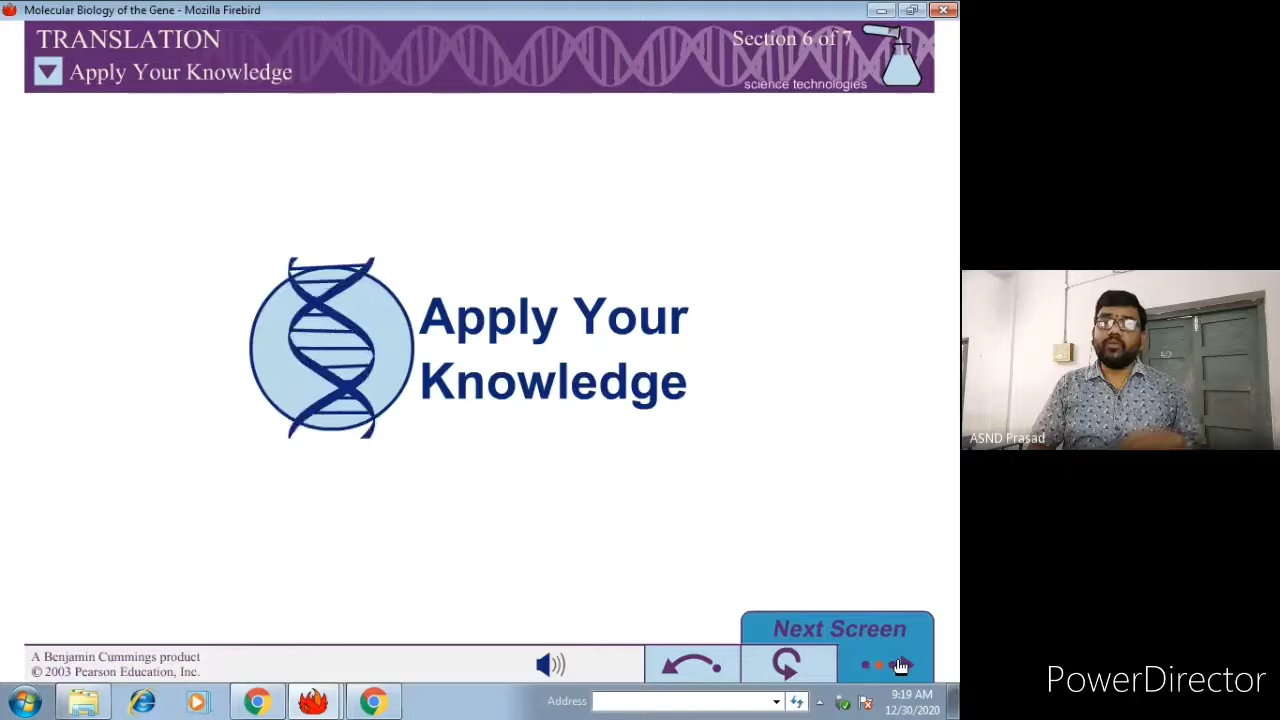 Molecular Biology of the Gene - Mozilla Firebird
TRANSLATION
Section 6 of 7
Apply Your Knowledge
science technologies
Apply Your
Knowledge
ASND Prasad
Next Screen
A Benjamin Cummings product
© 2003 Pearson Education, Inc.
PowerDirector
Address
9:19 AM
12/30/2020